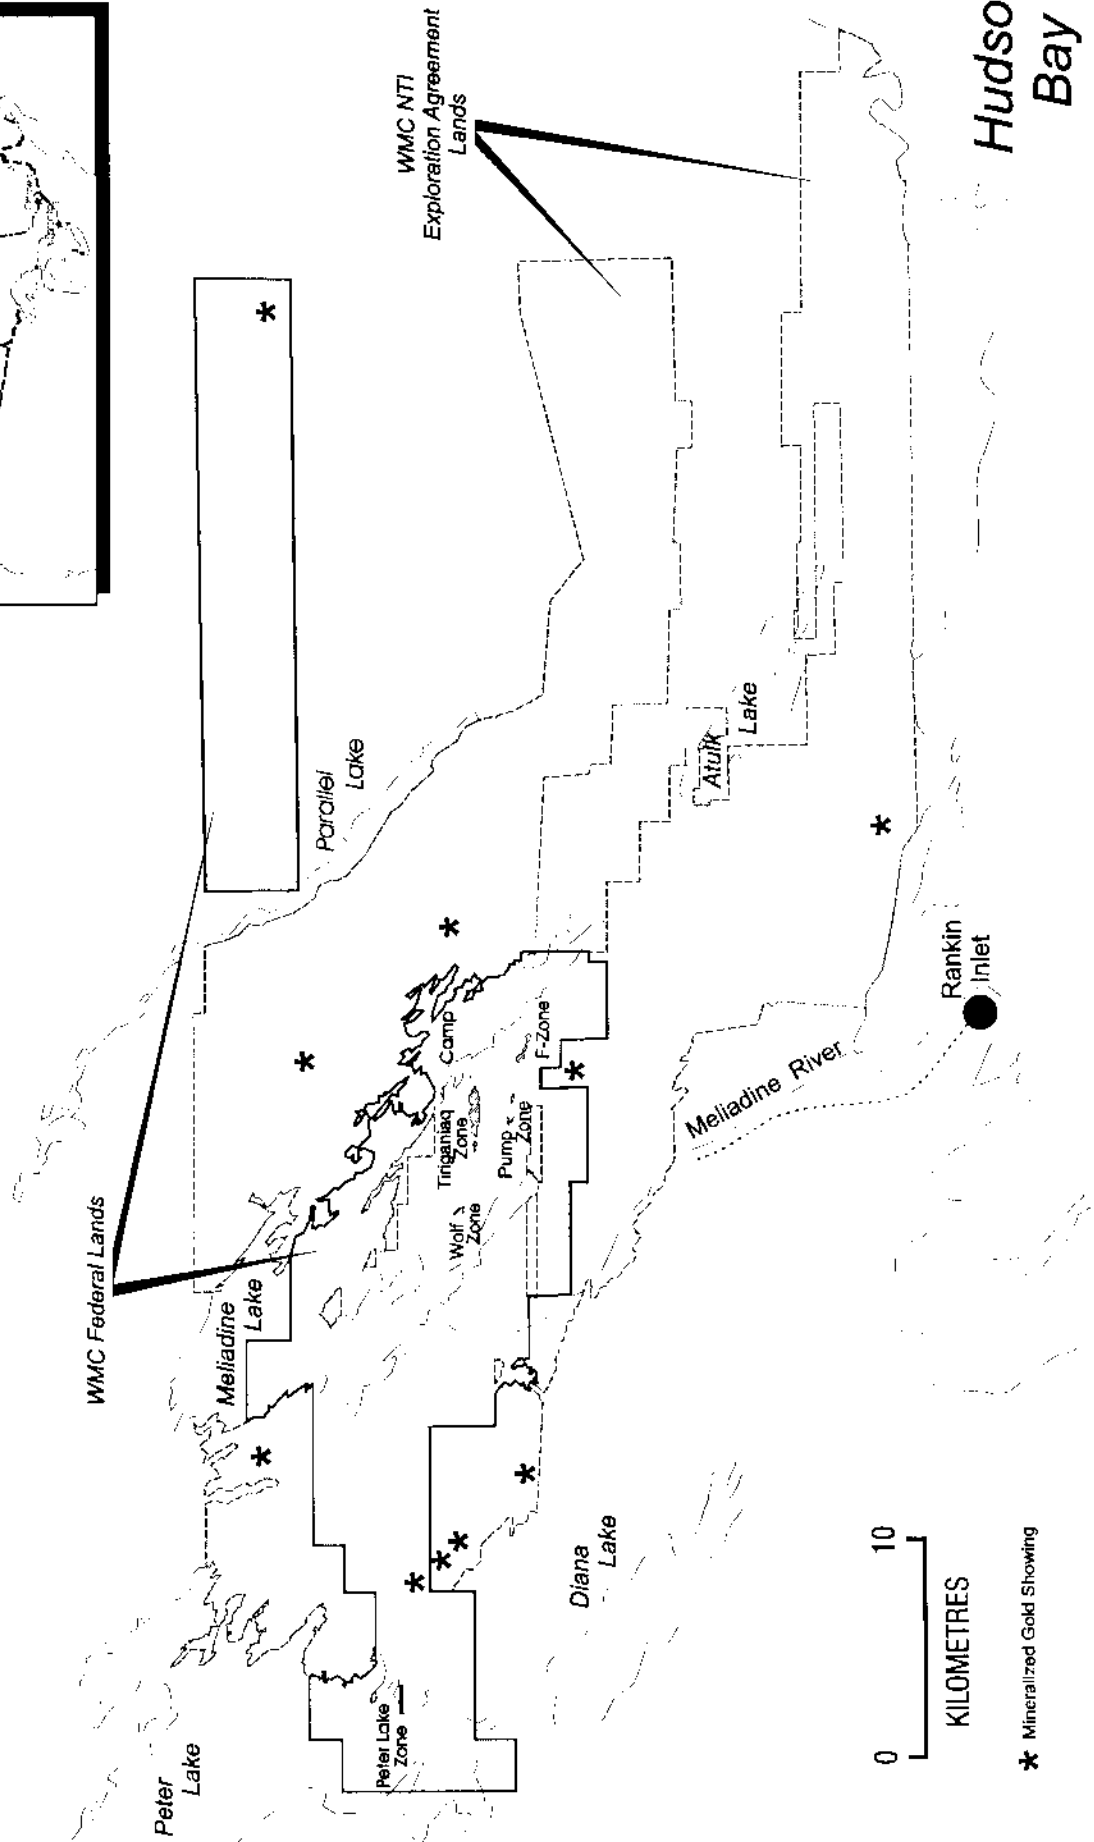 WMC Federal Lands
WMC NTI
Exploration Agreement
Lands
Hudso
Bay
Parallel
Lake
Peter
Lake
Meliadine
Lake
Camp
Tiriganiaq
Zone
Wolf
Zone
Pump
Zone
F-Zone
Atulik
Lake
Peter Lake
Zone
Diana
Lake
Meliadine River
Rankin
Inlet
0 10
KILOMETRES
* Mineralized Gold Showing